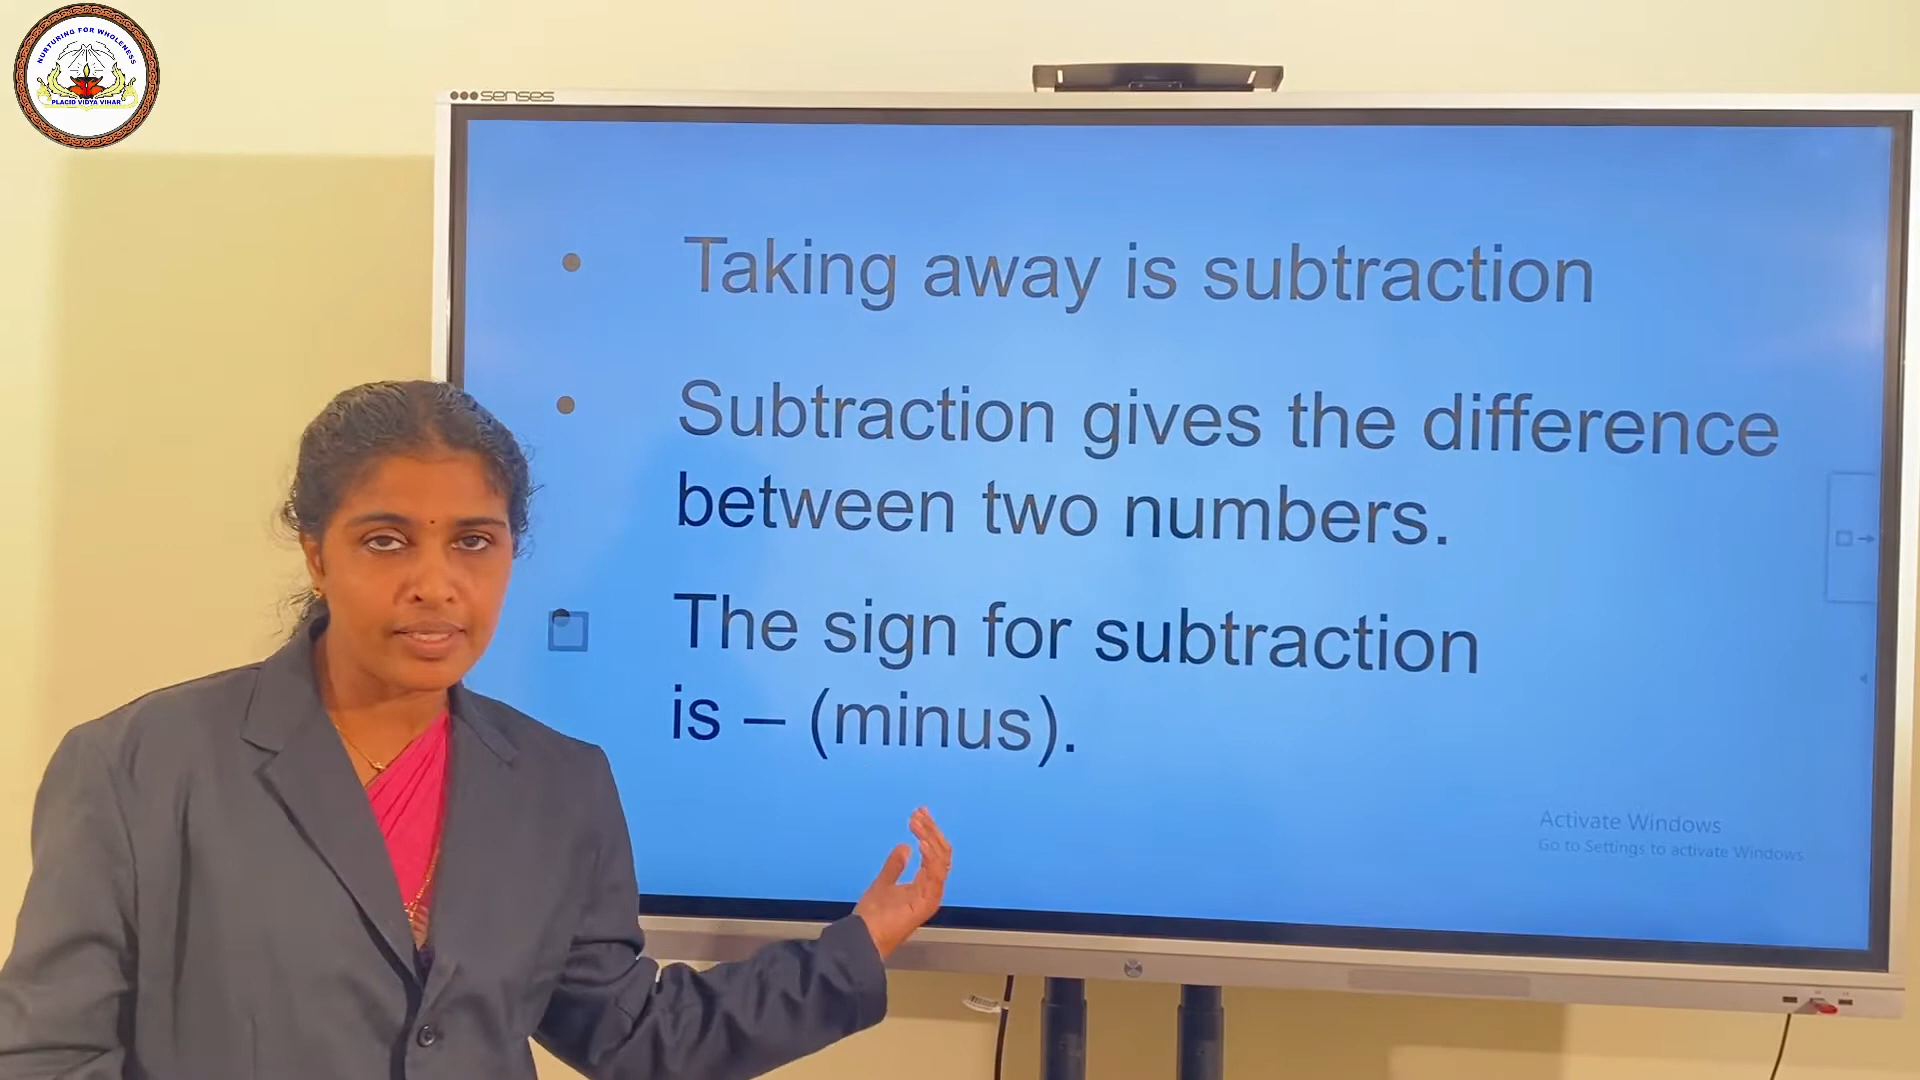 NURTURING FOR WHOLENESS
PLACID VIDYA VIHAR
senses
• Taking away is subtraction
• Subtraction gives the difference
between two numbers.
The sign for subtraction
is – (minus).
Activate Windows
Go to Settings to activate Windows